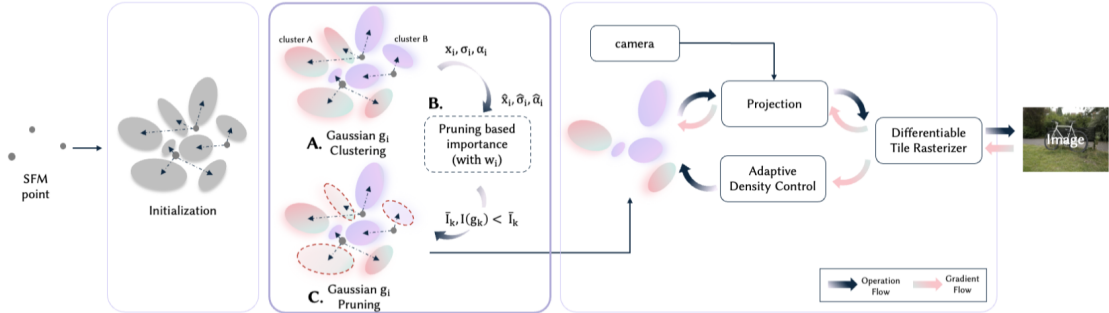 SFM
point
Initialization
cluster A
cluster B
A. Gaussian gᵢ
Clustering
xᵢ, σᵢ, αᵢ
x̂ᵢ, σ̂ᵢ, α̂ᵢ
B.
Pruning based
importance
(with wᵢ)
Īₖ, I(gₖ) < Īₖ
C. Gaussian gᵢ
Pruning
camera
Projection
Adaptive
Density Control
Differentiable
Tile Rasterizer
Image
Operation
Flow
Gradient
Flow